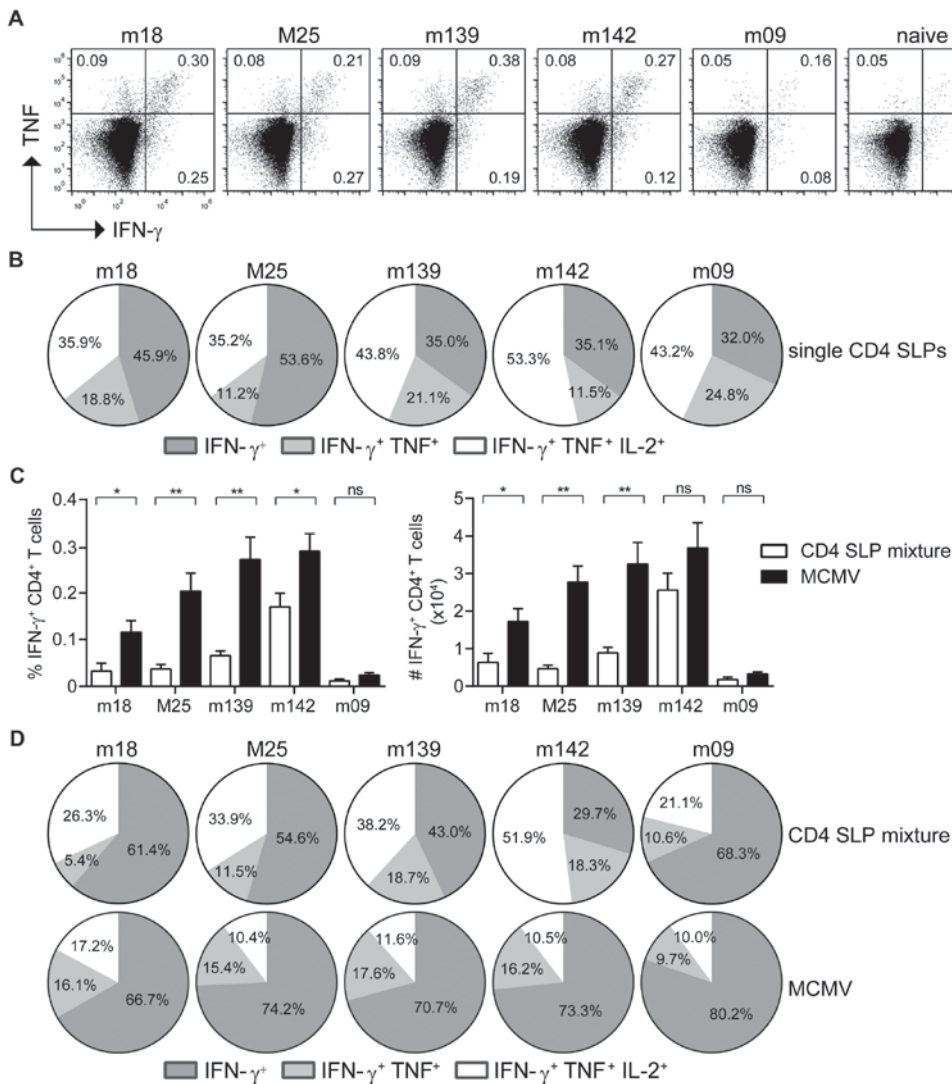 A
m18 M25 m139 m142 m09 naive
0.09 0.30 0.08 0.21 0.09 0.38 0.08 0.27 0.05 0.16 0.05
0.25 0.27 0.19 0.12 0.08
TNF
IFN-γ
B
m18 M25 m139 m142 m09
35.9% 45.9% 18.8%
35.2% 53.6% 11.2%
43.8% 35.0% 21.1%
53.3% 35.1% 11.5%
43.2% 32.0% 24.8%
single CD4 SLPs
IFN-γ⁺ IFN-γ⁺ TNF⁺ IFN-γ⁺ TNF⁺ IL-2⁺
C
% IFN-γ⁺ CD4⁺ T cells
0.4
0.3
0.2
0.1
0
* ** ** * ns
m18 M25 m139 m142 m09
# IFN-γ⁺ CD4⁺ T cells
(x10⁴)
5
4
3
2
1
0
* ** ** ns ns
m18 M25 m139 m142 m09
CD4 SLP mixture
MCMV
D
m18 M25 m139 m142 m09
26.3% 5.4% 61.4%
33.9% 11.5% 54.6%
38.2% 18.7% 43.0%
51.9% 29.7% 18.3%
21.1% 10.6% 68.3%
CD4 SLP mixture
17.2% 16.1% 66.7%
10.4% 15.4% 74.2%
11.6% 17.6% 70.7%
10.5% 16.2% 73.3%
10.0% 9.7% 80.2%
MCMV
IFN-γ⁺ IFN-γ⁺ TNF⁺ IFN-γ⁺ TNF⁺ IL-2⁺